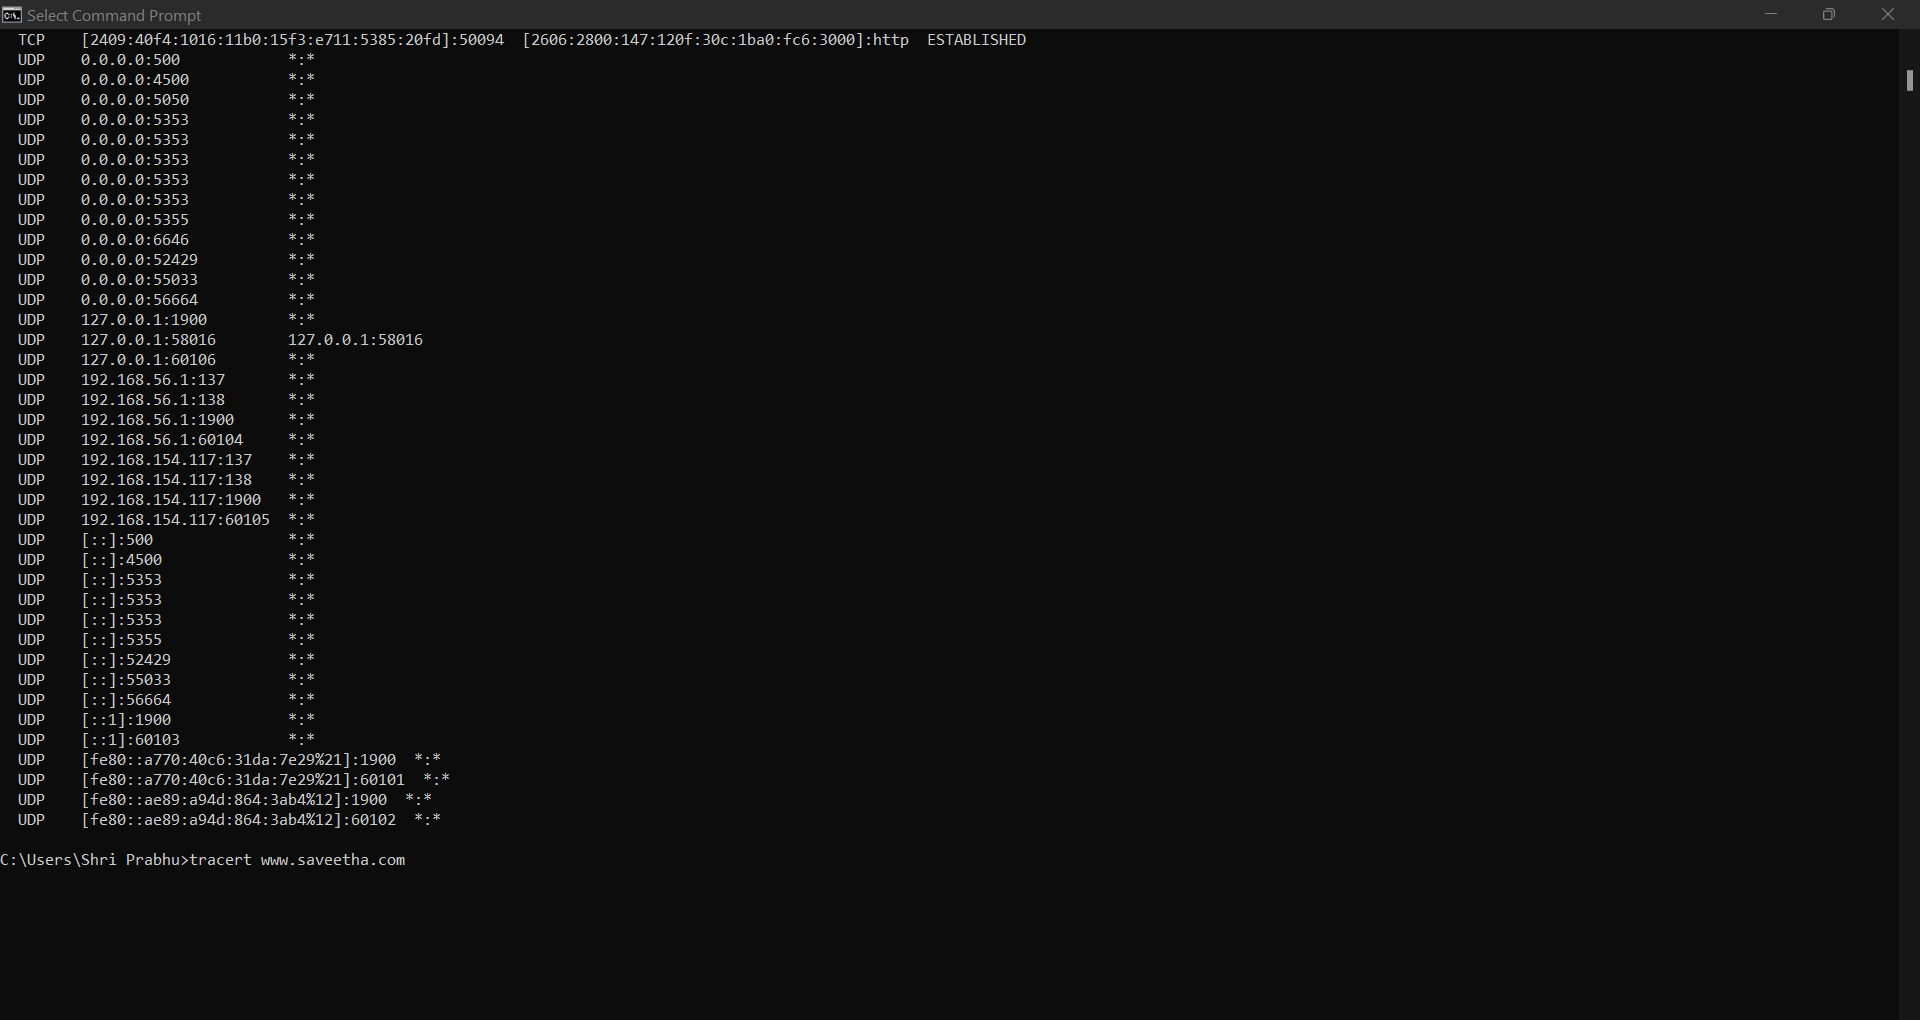 Select Command Prompt
TCP [2409:40f4:1016:11b0:15f3:e711:5385:20fd]:50094 [2606:2800:147:120f:30c:1ba0:fc6:3000]:http ESTABLISHED
UDP 0.0.0.0:500 *:*
UDP 0.0.0.0:4500 *:*
UDP 0.0.0.0:5050 *:*
UDP 0.0.0.0:5353 *:*
UDP 0.0.0.0:5353 *:*
UDP 0.0.0.0:5353 *:*
UDP 0.0.0.0:5353 *:*
UDP 0.0.0.0:5353 *:*
UDP 0.0.0.0:5355 *:*
UDP 0.0.0.0:6646 *:*
UDP 0.0.0.0:52429 *:*
UDP 0.0.0.0:55033 *:*
UDP 0.0.0.0:56664 *:*
UDP 127.0.0.1:1900 *:*
UDP 127.0.0.1:58016 127.0.0.1:58016
UDP 127.0.0.1:60106 *:*
UDP 192.168.56.1:137 *:*
UDP 192.168.56.1:138 *:*
UDP 192.168.56.1:1900 *:*
UDP 192.168.56.1:60104 *:*
UDP 192.168.154.117:137 *:*
UDP 192.168.154.117:138 *:*
UDP 192.168.154.117:1900 *:*
UDP 192.168.154.117:60105 *:*
UDP [::]:500 *:*
UDP [::]:4500 *:*
UDP [::]:5353 *:*
UDP [::]:5353 *:*
UDP [::]:5353 *:*
UDP [::]:5355 *:*
UDP [::]:52429 *:*
UDP [::]:55033 *:*
UDP [::]:56664 *:*
UDP [::1]:1900 *:*
UDP [::1]:60103 *:*
UDP [fe80::a770:40c6:31da:7e29%21]:1900 *:*
UDP [fe80::a770:40c6:31da:7e29%21]:60101 *:*
UDP [fe80::ae89:a94d:864:3ab4%12]:1900 *:*
UDP [fe80::ae89:a94d:864:3ab4%12]:60102 *:*
C:\Users\Shri Prabhu>tracert www.saveetha.com